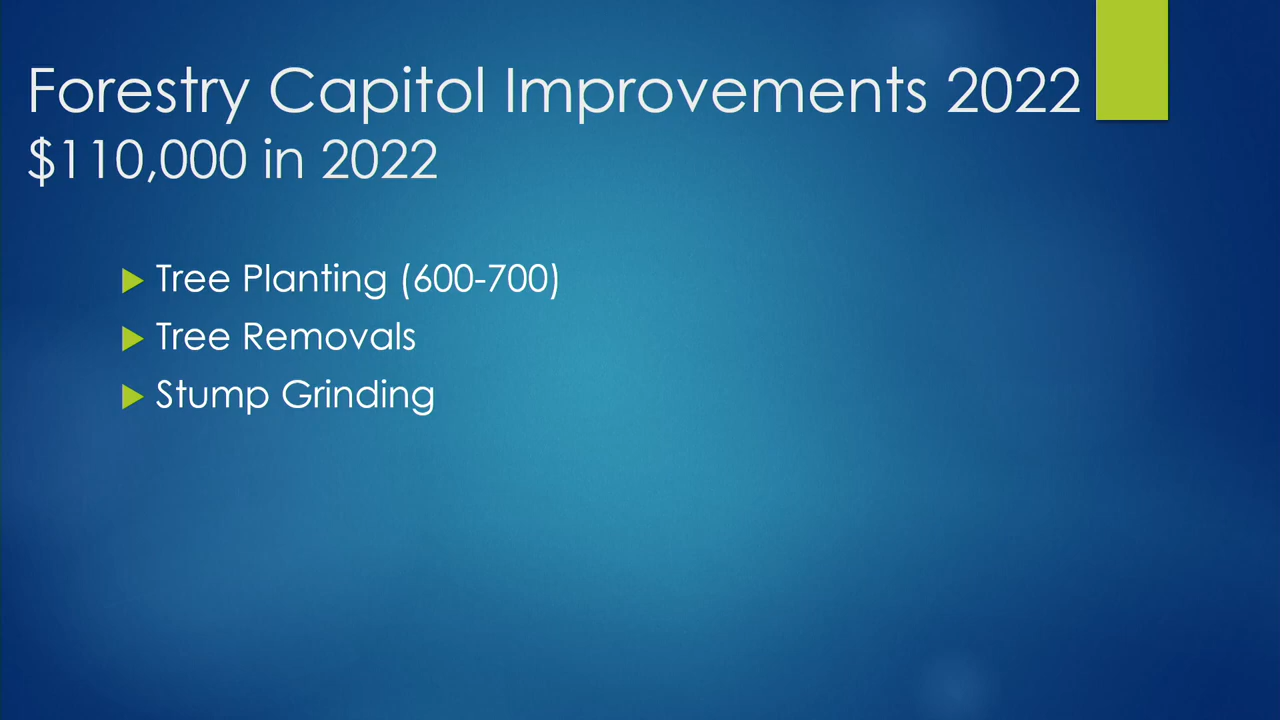 Forestry Capitol Improvements 2022
$110,000 in 2022
Tree Planting (600-700)
Tree Removals
Stump Grinding